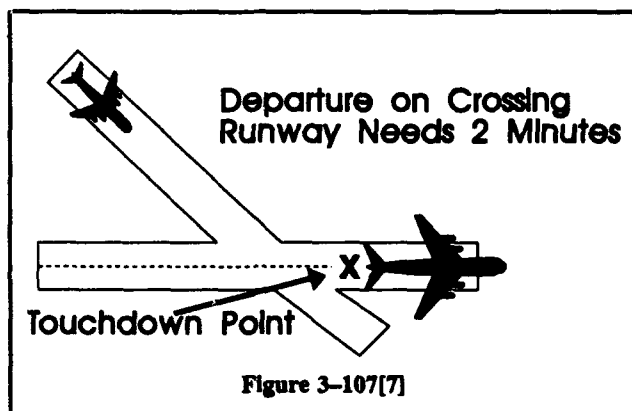 Departure on Crossing
Runway Needs 2 Minutes
X
Touchdown Point
Figure 3–107[7]